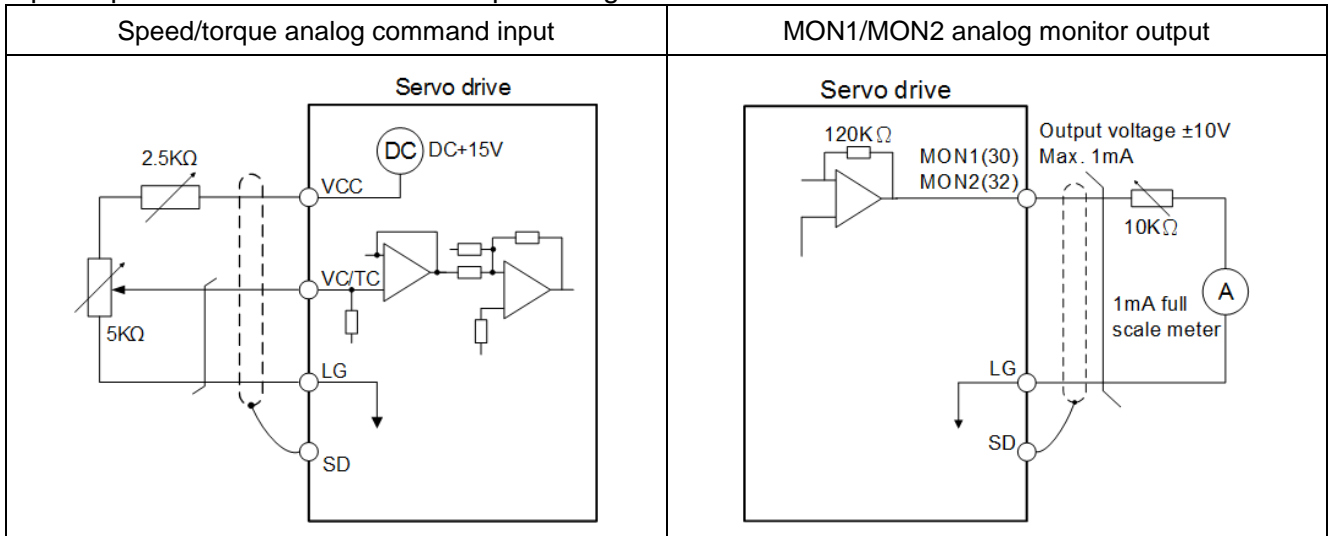 Speed/torque analog command input
MON1/MON2 analog monitor output
Servo drive
DC
DC+15V
2.5KΩ
VCC
VC/TC
5KΩ
LG
SD
Servo drive
120KΩ
MON1(30)
MON2(32)
Output voltage ±10V
Max. 1mA
10KΩ
A
1mA full
scale meter
LG
SD